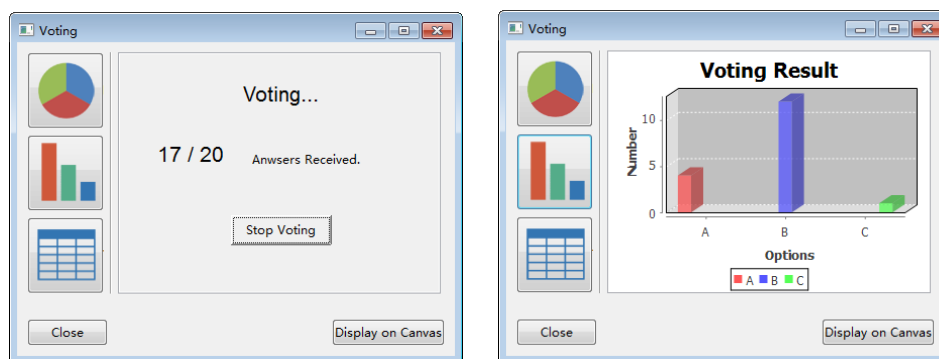 Voting
Voting...
17 / 20 Anwsers Received.
Stop Voting
Close
Display on Canvas
Voting
Voting Result
Number
10
5
0
A
B
C
Options
A B C
Close
Display on Canvas